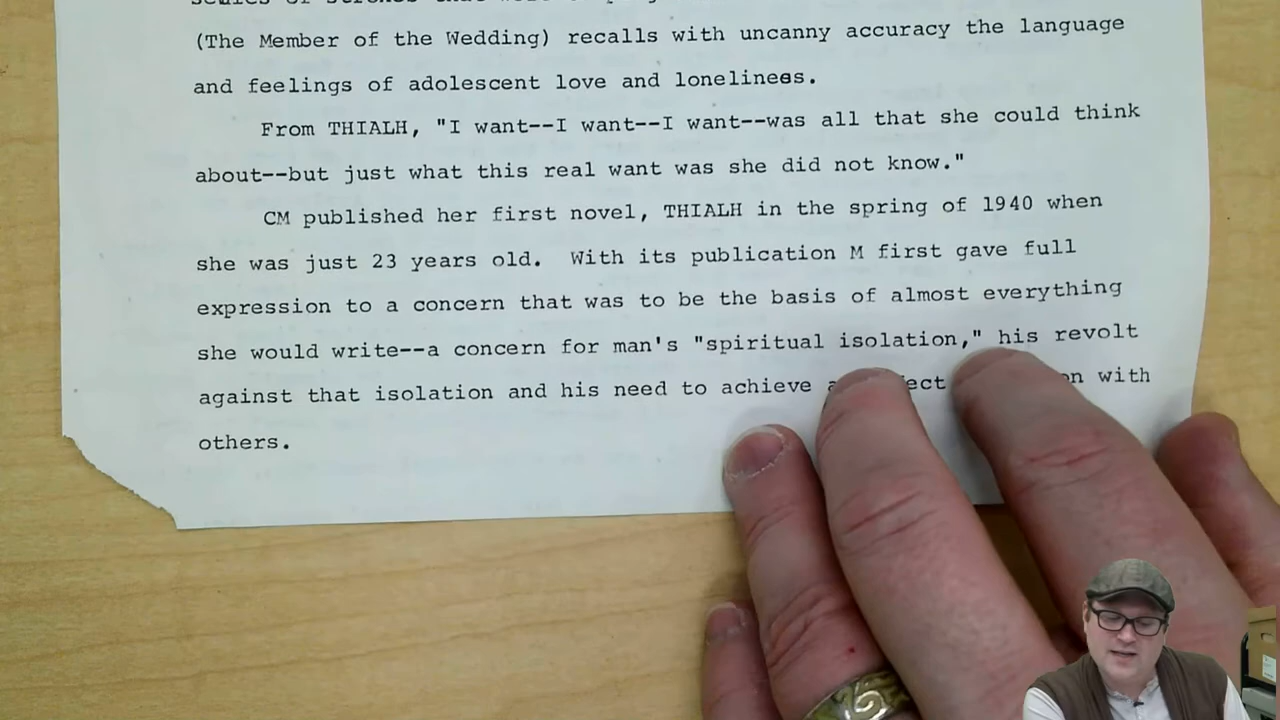 (The Member of the Wedding) recalls with uncanny accuracy the language
and feelings of adolescent love and loneliness.
From THIALH, "I want--I want--I want--was all that she could think
about--but just what this real want was she did not know."
CM published her first novel, THIALH in the spring of 1940 when
she was just 23 years old. With its publication M first gave full
expression to a concern that was to be the basis of almost everything
she would write--a concern for man's "spiritual isolation," his revolt
against that isolation and his need to achieve with
others.